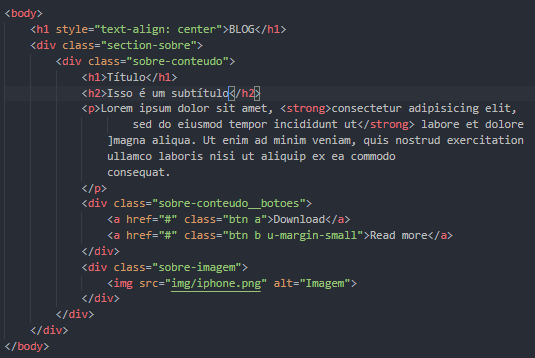 <body>
<h1 style="text-align: center">BLOG</h1>
<div class="section-sobre">
<div class="sobre-conteudo">
<h1>Título</h1>
<h2>Isso é um subtítulo</h2>
<p>Lorem ipsum dolor sit amet, <strong>consectetur adipisicing elit,
sed do eiusmod tempor incididunt ut</strong> labore et dolore
]magna aliqua. Ut enim ad minim veniam, quis nostrud exercitation
ullamco laboris nisi ut aliquip ex ea commodo
consequat.
</p>
<div class="sobre-conteudo__botoes">
<a href="#" class="btn a">Download</a>
<a href="#" class="btn b u-margin-small">Read more</a>
</div>
<div class="sobre-imagem">
<img src="img/iphone.png" alt="Imagem">
</div>
</div>
</div>
</body>